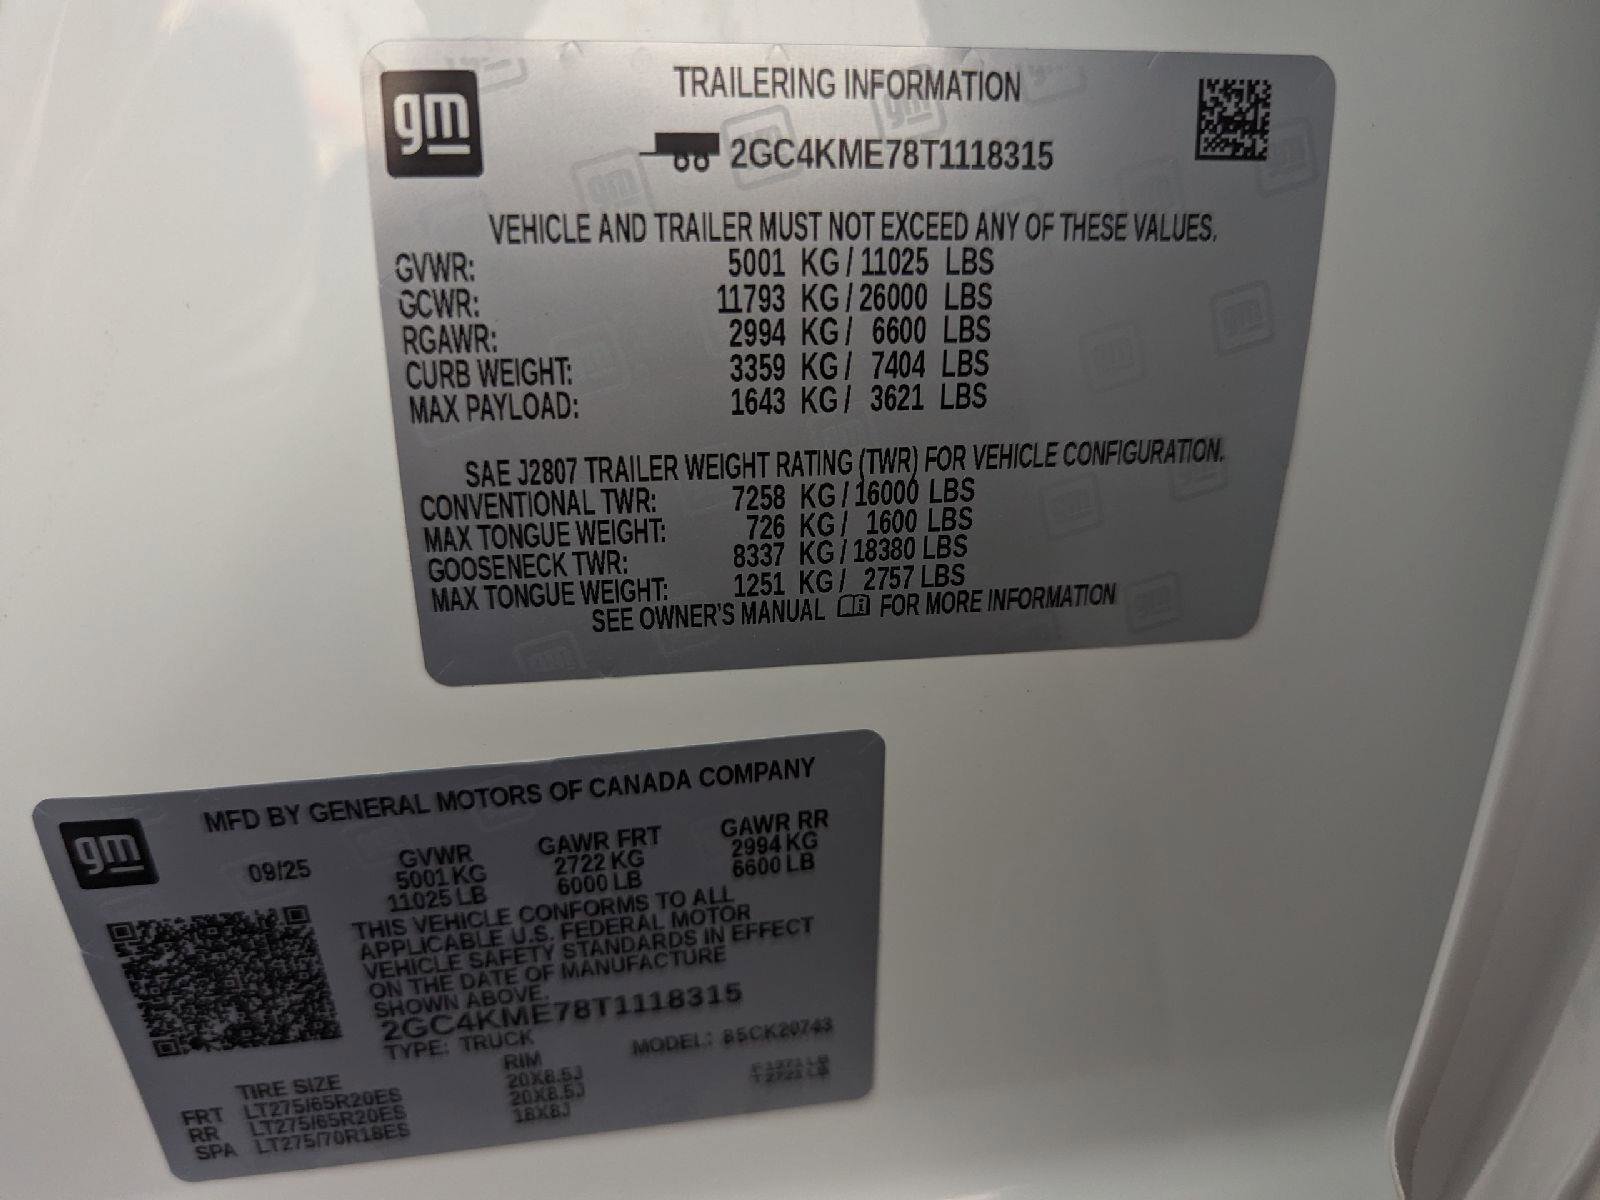 gm
TRAILERING INFORMATION
2GC4KME78T1118315
VEHICLE AND TRAILER MUST NOT EXCEED ANY OF THESE VALUES.
GVWR: 5001 KG / 11025 LBS
GCWR: 11793 KG / 26000 LBS
RGAWR: 2994 KG / 6600 LBS
CURB WEIGHT: 3359 KG / 7404 LBS
MAX PAYLOAD: 1643 KG / 3621 LBS
SAE J2807 TRAILER WEIGHT RATING (TWR) FOR VEHICLE CONFIGURATION.
CONVENTIONAL TWR: 7258 KG / 16000 LBS
MAX TONGUE WEIGHT: 726 KG / 1600 LBS
GOOSENECK TWR: 8337 KG / 18380 LBS
MAX TONGUE WEIGHT: 1251 KG / 2757 LBS
SEE OWNER'S MANUAL FOR MORE INFORMATION
gm
MFD BY GENERAL MOTORS OF CANADA COMPANY
09/25 GVWR GAWR FRT GAWR RR
5001 KG 2722 KG 2994 KG
11025 LB 6000 LB 6600 LB
THIS VEHICLE CONFORMS TO ALL
APPLICABLE U.S. FEDERAL MOTOR
VEHICLE SAFETY STANDARDS IN EFFECT
ON THE DATE OF MANUFACTURE
SHOWN ABOVE.
2GC4KME78T1118315
TYPE: TRUCK MODEL:
TIRE SIZE RIM
FRT LT275/65R20ES 20X8.5J
RR LT275/65R20ES 20X8.5J
SPA LT275/70R18ES 18X8J